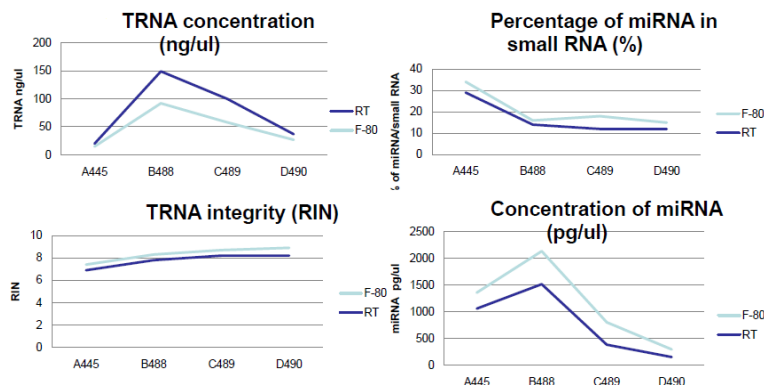 TRNA concentration
(ng/ul)
200
150
100
50
0
TRNA ng/ul
A445 B488 C489 D490
RT
F-80
Percentage of miRNA in
small RNA (%)
40
30
20
10
0
% of miRNA/small RNA
A445 B488 C489 D490
F-80
RT
TRNA integrity (RIN)
10
8
6
4
2
0
RIN
A445 B488 C489 D490
F-80
RT
Concentration of miRNA
(pg/ul)
2500
2000
1500
1000
500
0
miRNA pg/ul
A445 B488 C489 D490
F-80
RT